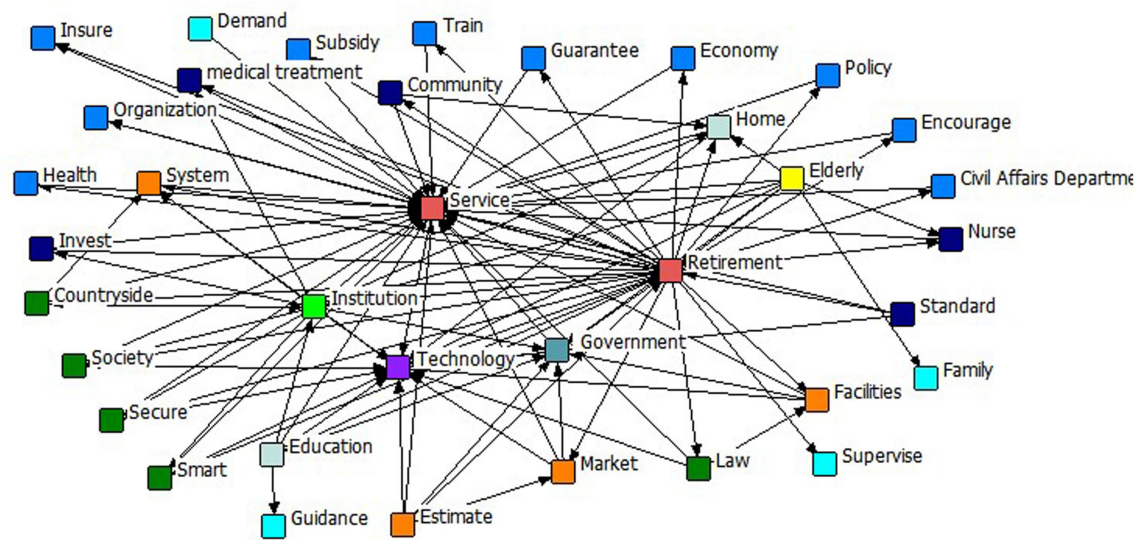 Insure
Demand
Subsidy
Train
Guarantee
Economy
Policy
medical treatment
Community
Organization
Home
Encourage
Health
System
Service
Elderly
Civil Affairs Departme
Invest
Nurse
Retirement
Countryside
Institution
Standard
Society
Technology
Government
Family
Secure
Facilities
Education
Smart
Market
Law
Supervise
Guidance
Estimate